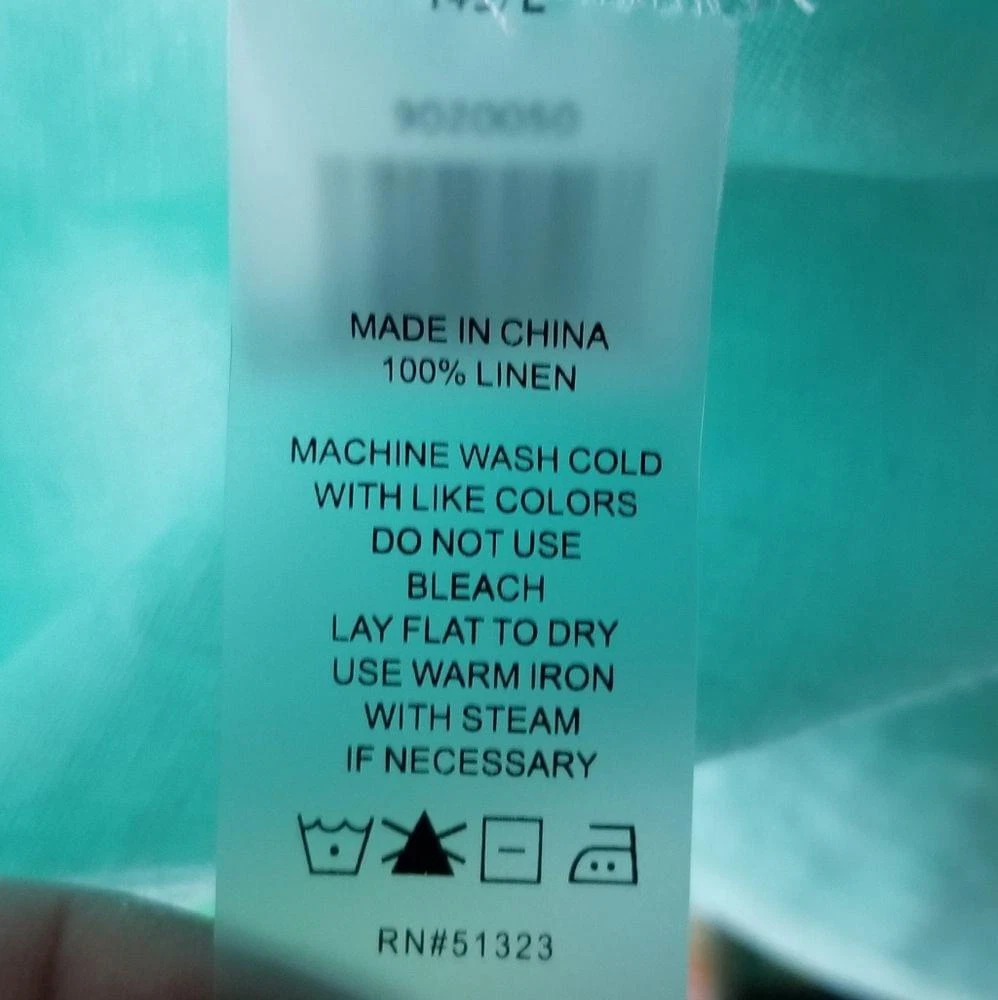 9020050
MADE IN CHINA
100% LINEN
MACHINE WASH COLD
WITH LIKE COLORS
DO NOT USE
BLEACH
LAY FLAT TO DRY
USE WARM IRON
WITH STEAM
IF NECESSARY
RN#51323